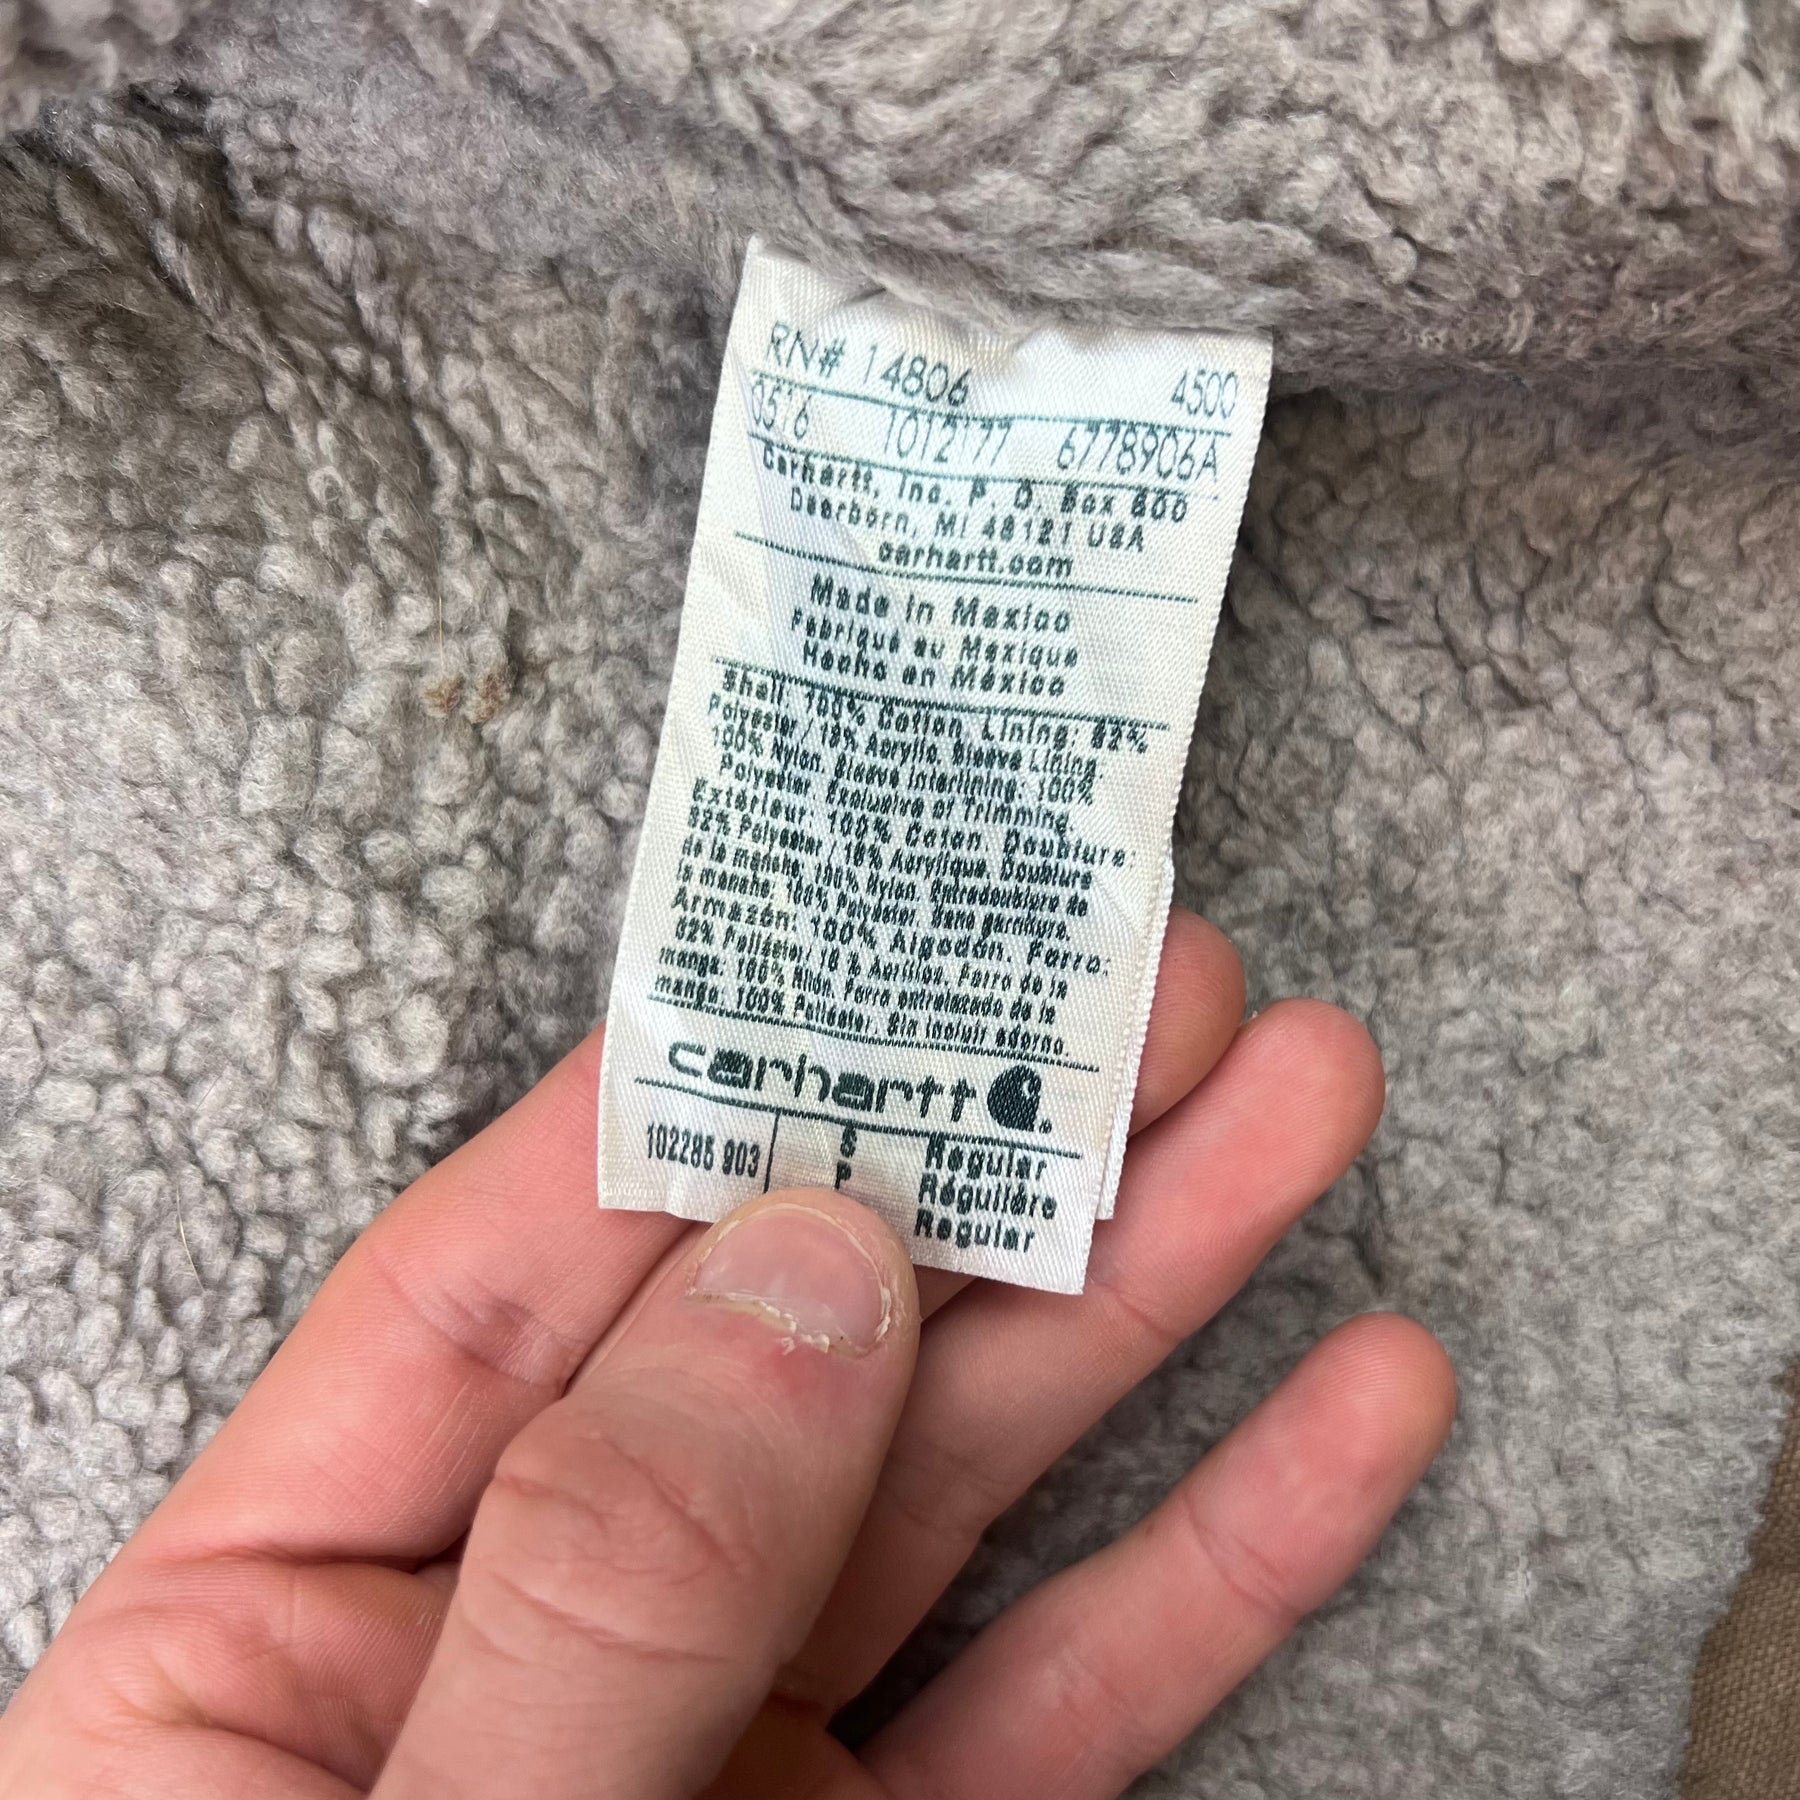 RN# 14806 4500
05'6 1012177 6778906A
Carhartt, Inc. P. O. Box 600
Dearborn, MI 48121 USA
carhartt.com
Made in Mexico
Fabriqué au Mexique
Hecho en México
Shell: 100% Cotton. Lining: 82%
Polyester / 18% Acrylic. Sleeve Lining:
100% Nylon. Sleeve Interlining: 100%
Polyester. Exclusive of Trimming.
Extérieur: 100% Coton. Doublure:
82% Polyester / 18% Acrylique. Doublure
de la manche: 100% Nylon. Entredoublure de
la manche: 100% Polyester. Sans garniture.
Armazón: 100% Algodón. Forro:
82% Poliéster, 18% Acrílico. Forro de la
manga: 100% Nilon. Forro entrelazado de la
manga: 100% Poliéster. Sin incluir adorno.
carhartt
102285 903 S Regular
P Régulière
Regular